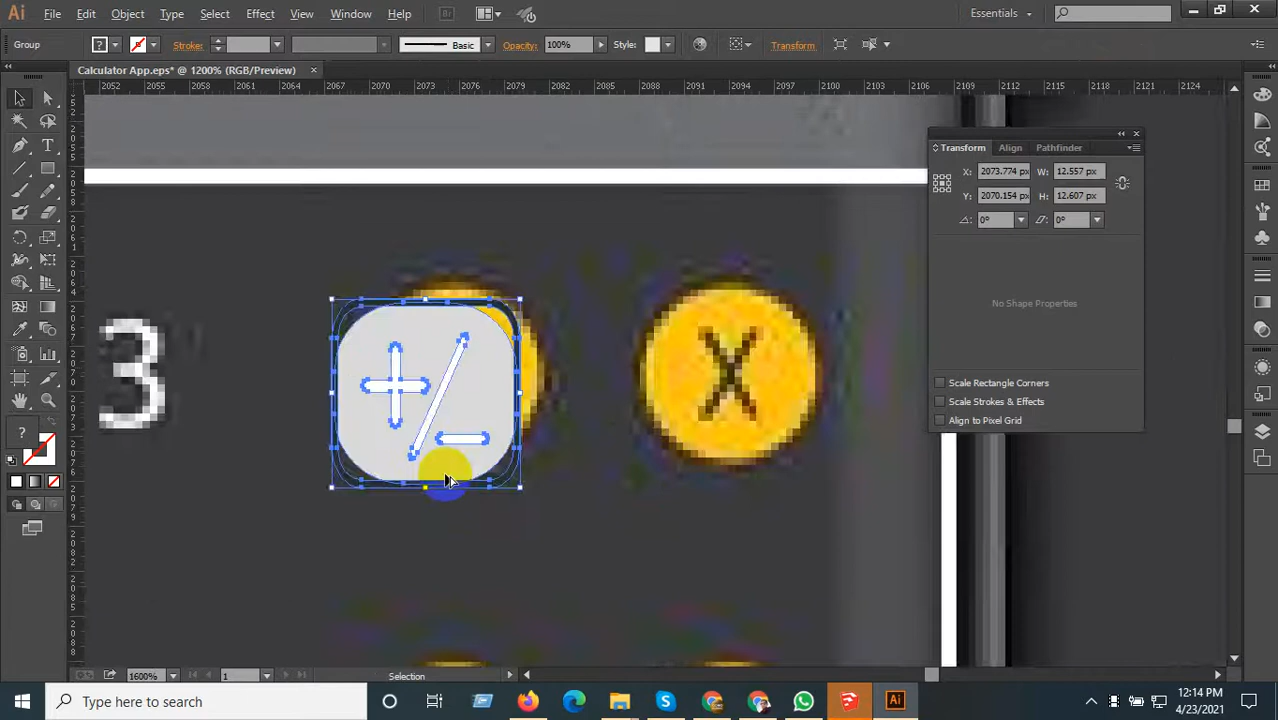 Ai File Edit Object Type Select Effect View Window Help Br Essentials
Group Stroke: Basic Opacity: 100% Style: Transform
Calculator App.eps* @ 1200% (RGB/Preview) ×
2052 2055 2058 2061 2064 2067 2070 2073 2076 2079 2082 2085 2088 2091 2094 2097 2100 2103 2106 2109 2112 2115 2118 2121 2124
Transform Align Pathfinder
X: 2073.774 px W: 12.557 px
Y: 2070.154 px H: 12.607 px
0° 0°
No Shape Properties
Scale Rectangle Corners
Scale Strokes & Effects
Align to Pixel Grid
3 +/- X
?
1600% 1 Selection
Type here to search
12:14 PM
4/23/2021